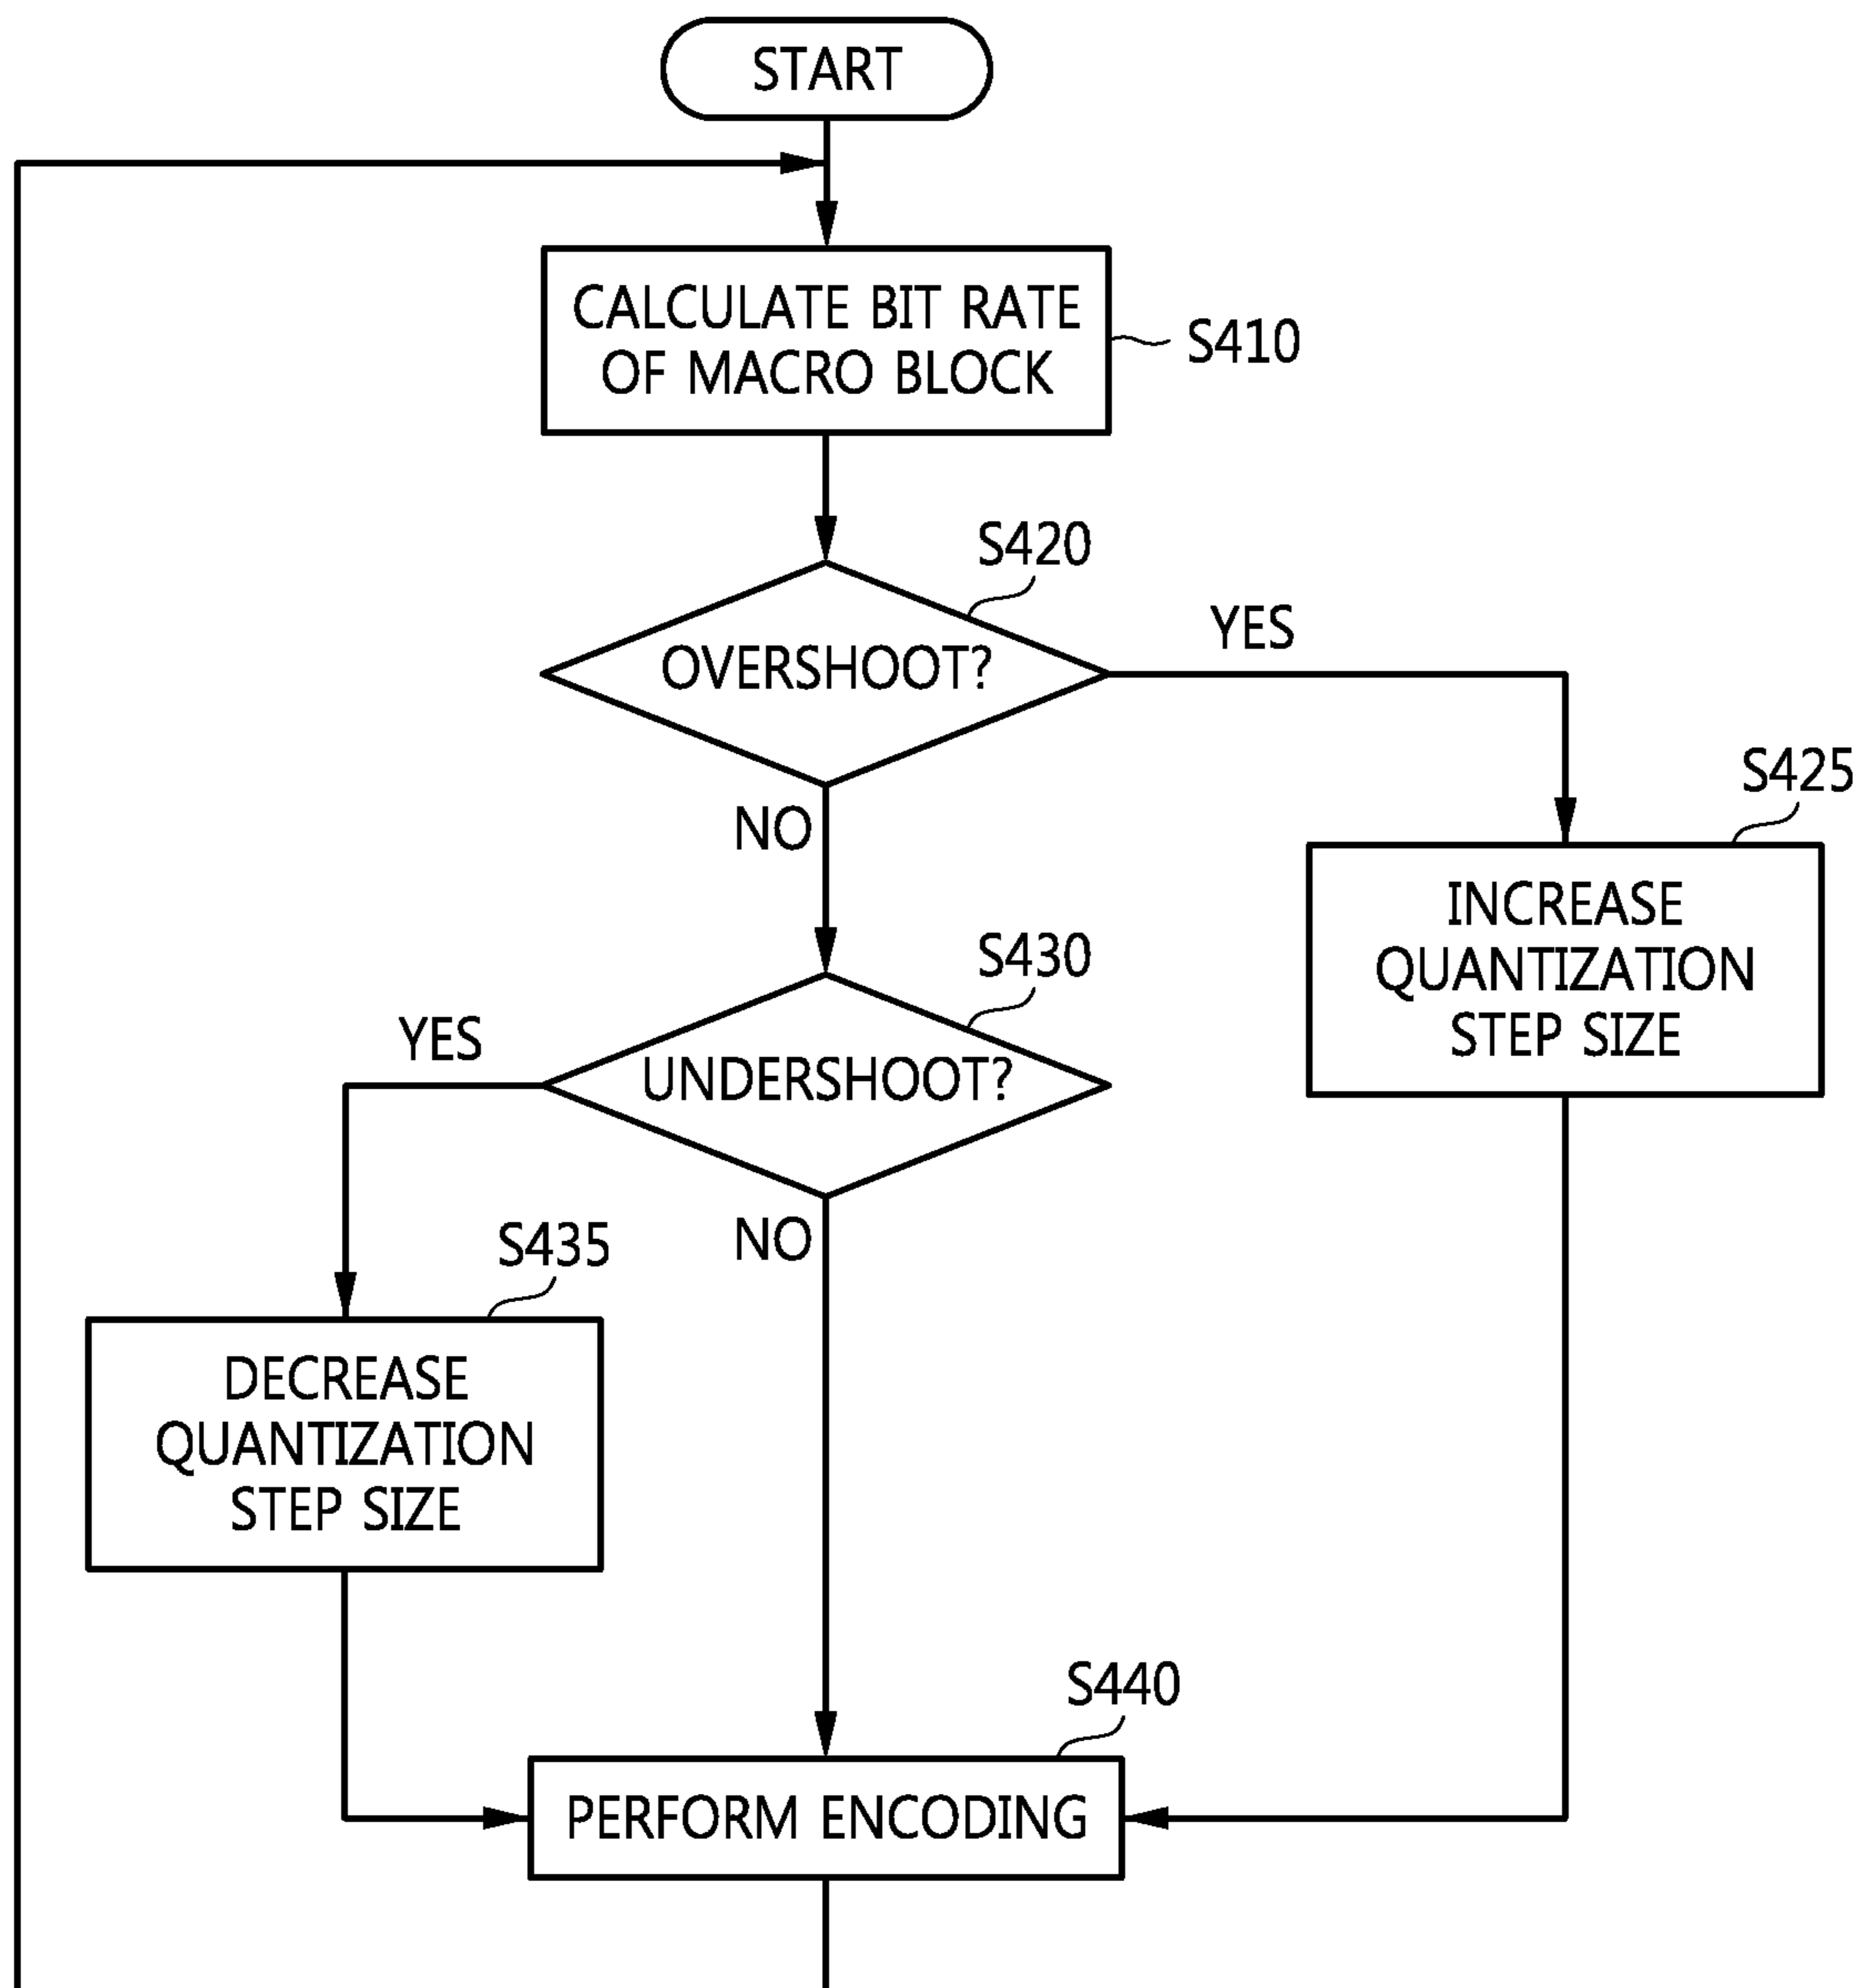 START
CALCULATE BIT RATE
OF MACRO BLOCK
S410
S420
OVERSHOOT?
YES
NO
S425
INCREASE
QUANTIZATION
STEP SIZE
S430
UNDERSHOOT?
YES
NO
S435
DECREASE
QUANTIZATION
STEP SIZE
S440
PERFORM ENCODING